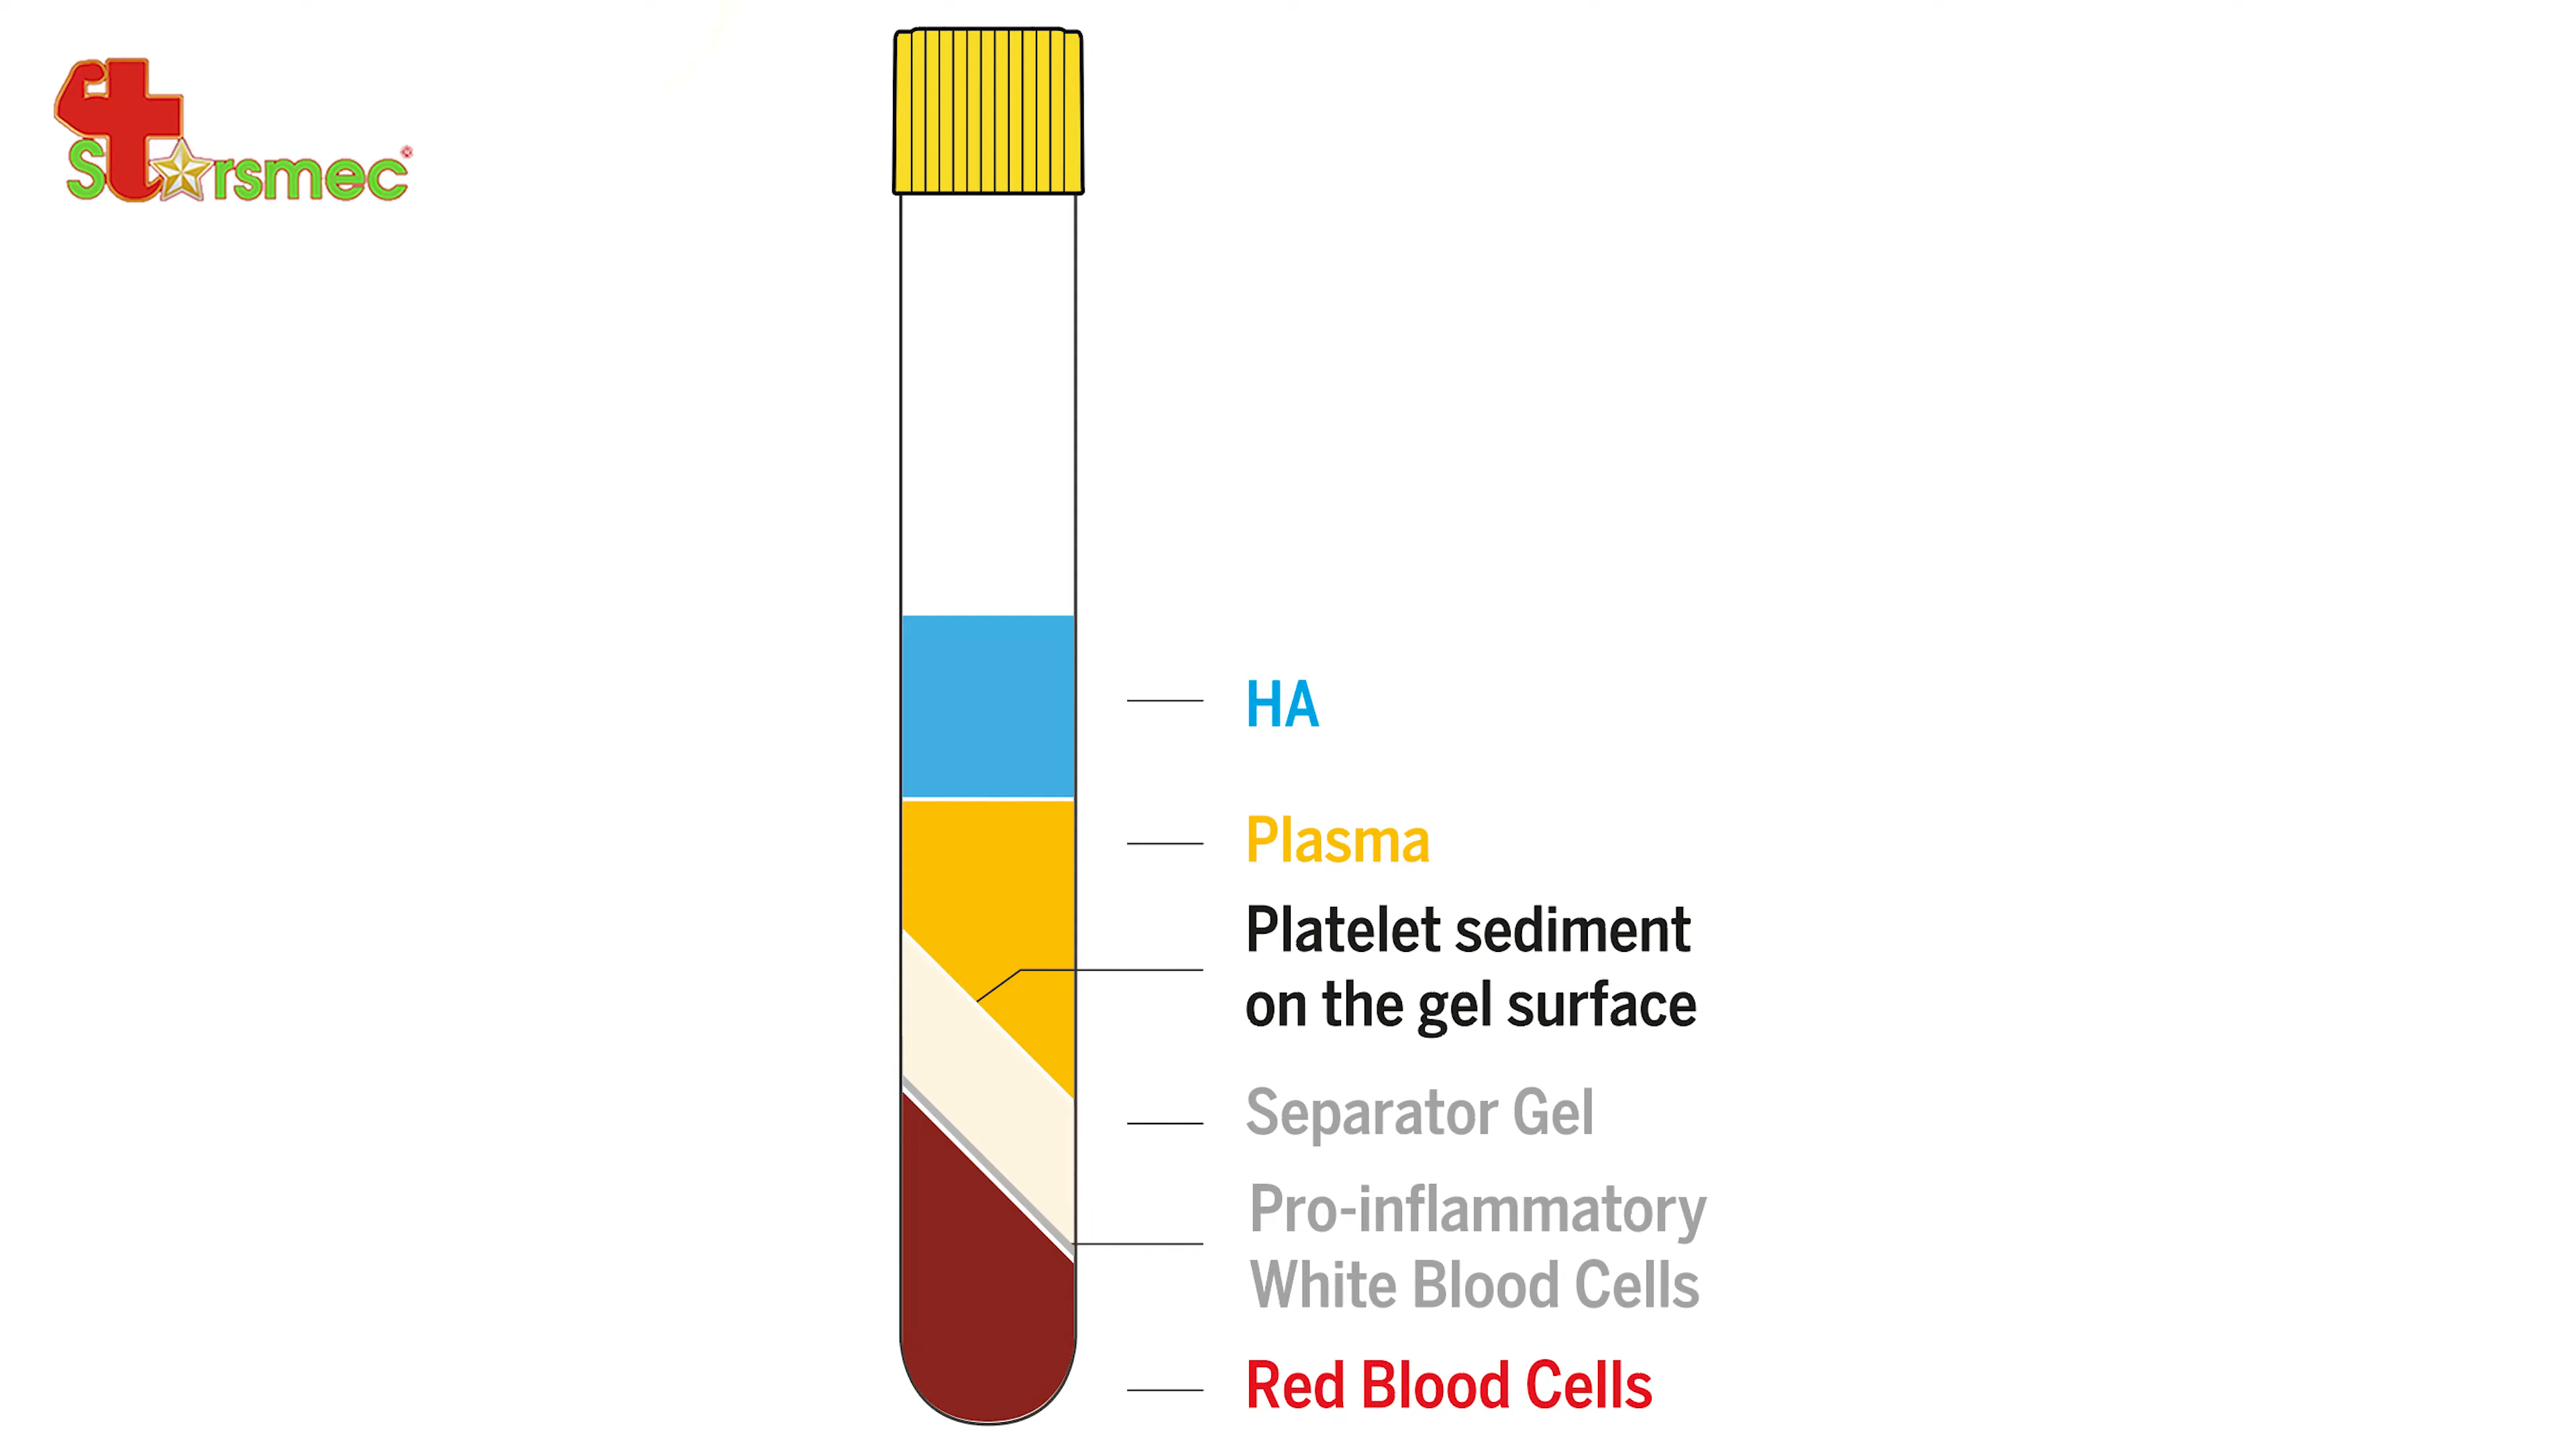 Starsmec
HA
Plasma
Platelet sediment
on the gel surface
Separator Gel
Pro-inflammatory
White Blood Cells
Red Blood Cells